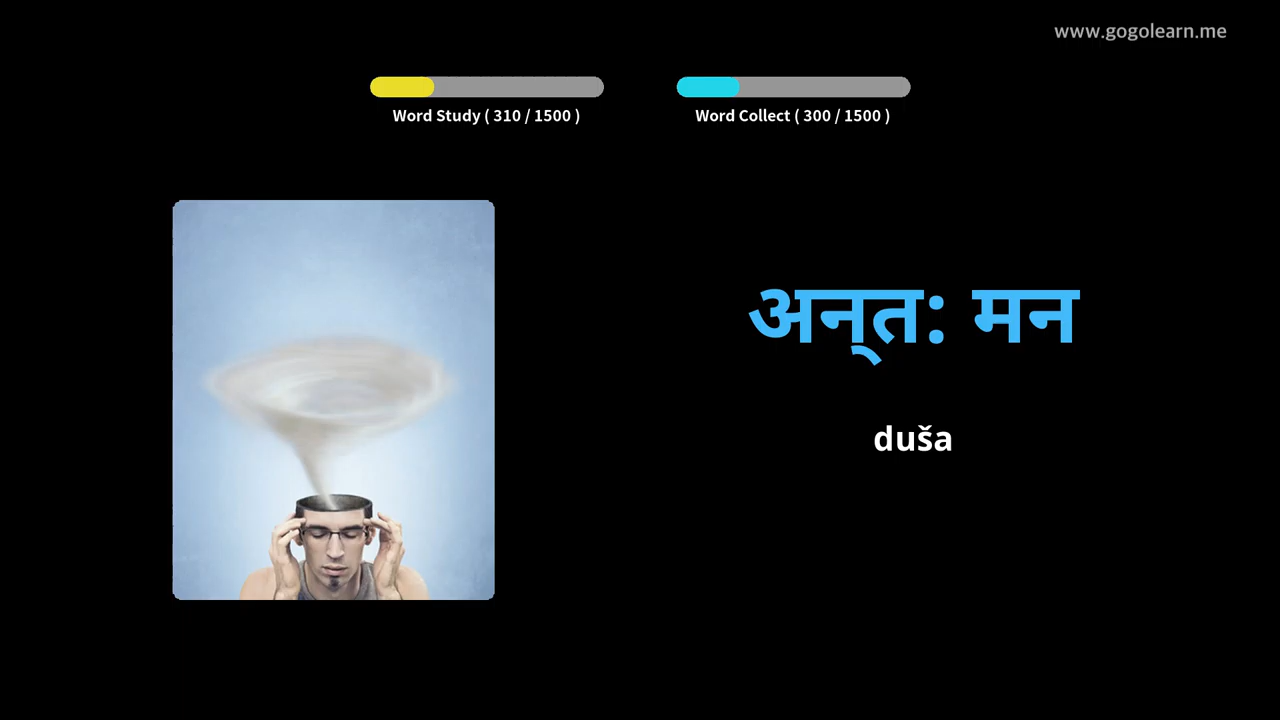 www.gogolearn.me
Word Study ( 310 / 1500 )
Word Collect ( 300 / 1500 )
अन्‌त: मन
duša